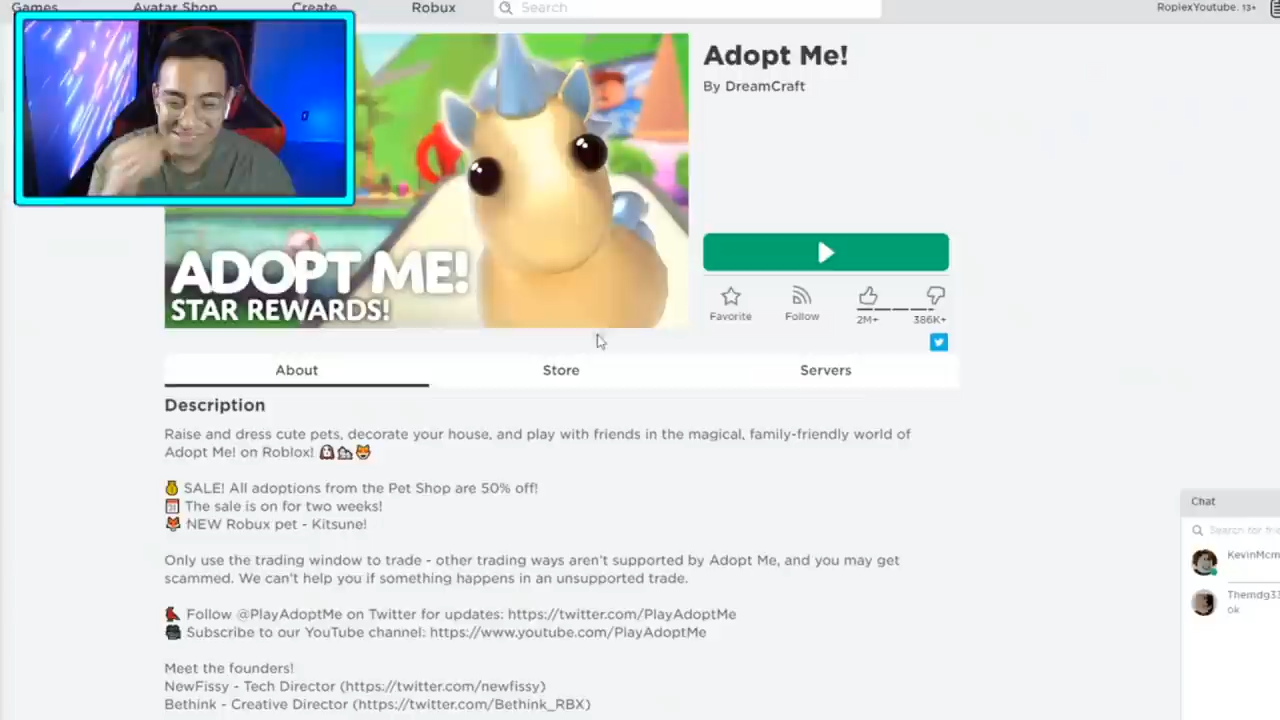 Games Avatar Shop Create Robux Search RoplexYoutube. 13+
Adopt Me!
By DreamCraft
ADOPT ME!
STAR REWARDS!
Favorite Follow 2M+ 386K+
About Store Servers
Description
Raise and dress cute pets, decorate your house, and play with friends in the magical, family-friendly world of
Adopt Me! on Roblox!
SALE! All adoptions from the Pet Shop are 50% off!
The sale is on for two weeks!
NEW Robux pet - Kitsune!
Only use the trading window to trade - other trading ways aren't supported by Adopt Me, and you may get
scammed. We can't help you if something happens in an unsupported trade.
Follow @PlayAdoptMe on Twitter for updates: https://twitter.com/PlayAdoptMe
Subscribe to our YouTube channel: https://www.youtube.com/PlayAdoptMe
Meet the founders!
NewFissy - Tech Director (https://twitter.com/newfissy)
Bethink - Creative Director (https://twitter.com/Bethink_RBX)
Chat
Search for frie
KevinMcm
Themdg33
ok